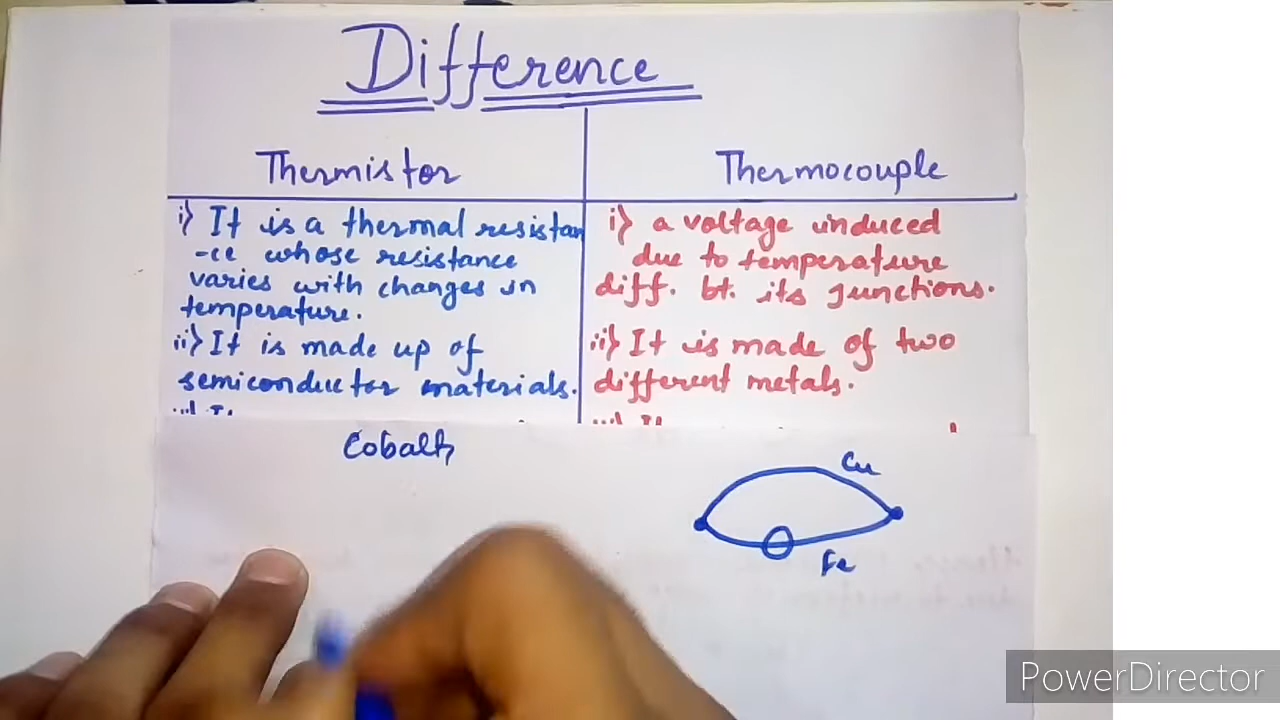 Difference
Thermistor
Thermocouple
i) It is a thermal resistan
-ce whose resistance
varies with changes in
temperature.
ii) It is made up of
semiconductor materials.
i) a voltage induced
due to temperature
diff. bt. its junctions.
ii) It is made of two
different metals.
Cobalt,
Cu
Fe
PowerDirector